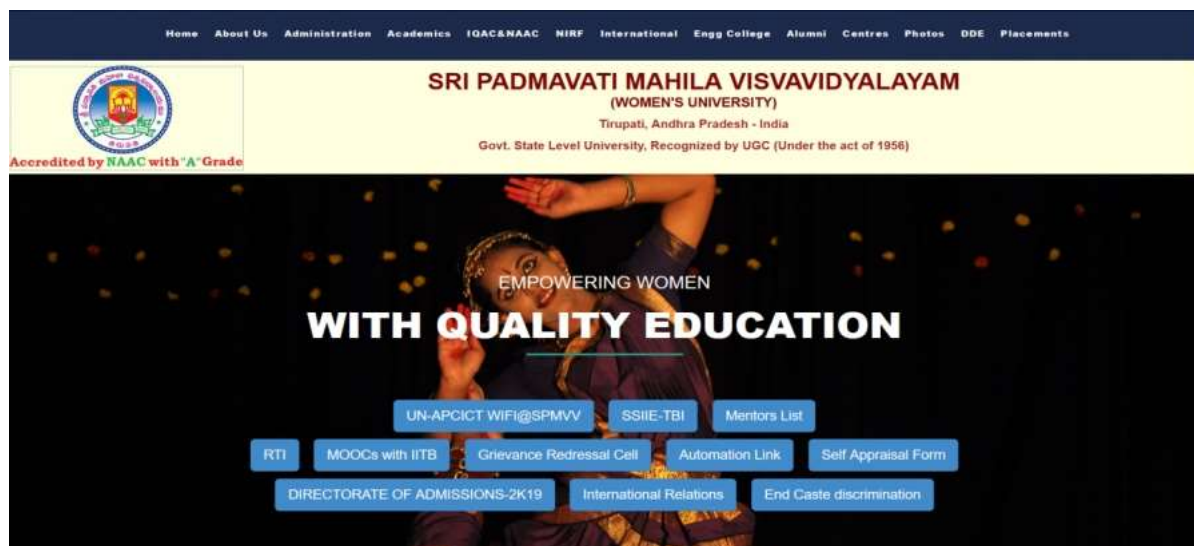 Home About Us Administration Academics IQAC&NAAC NIRF International Engg College Alumni Centres Photos DDE Placements
SRI PADMAVATI MAHILA VISVAVIDYALAYAM
(WOMEN'S UNIVERSITY)
Tirupati, Andhra Pradesh - India
Govt. State Level University, Recognized by UGC (Under the act of 1956)
Accredited by NAAC with "A" Grade
EMPOWERING WOMEN
WITH QUALITY EDUCATION
UN-APCICT WIFI@SPMVV SSIIE-TBI Mentors List
RTI MOOCs with IITB Grievance Redressal Cell Automation Link Self Appraisal Form
DIRECTORATE OF ADMISSIONS-2K19 International Relations End Caste discrimination